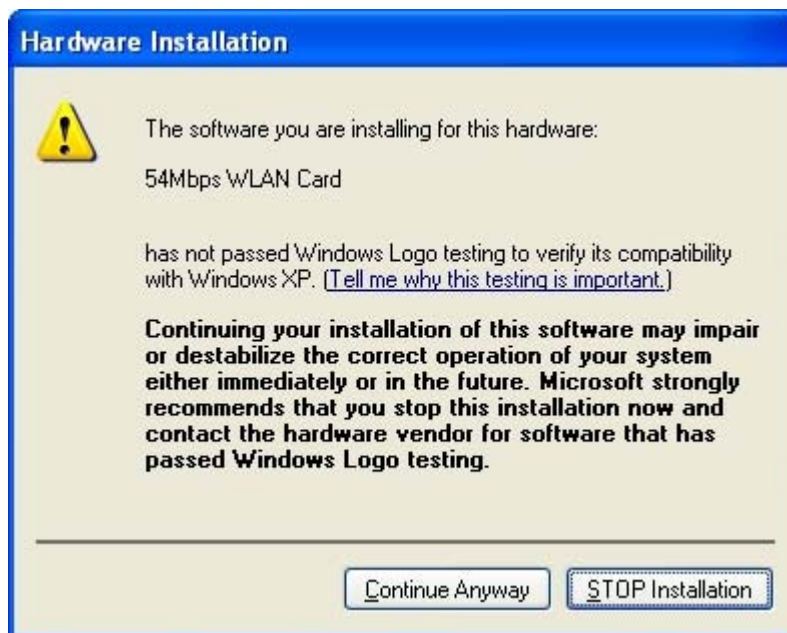 Hardware Installation
The software you are installing for this hardware:
54Mbps WLAN Card
has not passed Windows Logo testing to verify its compatibility
with Windows XP. (Tell me why this testing is important.)
Continuing your installation of this software may impair
or destabilize the correct operation of your system
either immediately or in the future. Microsoft strongly
recommends that you stop this installation now and
contact the hardware vendor for software that has
passed Windows Logo testing.
Continue Anyway STOP Installation